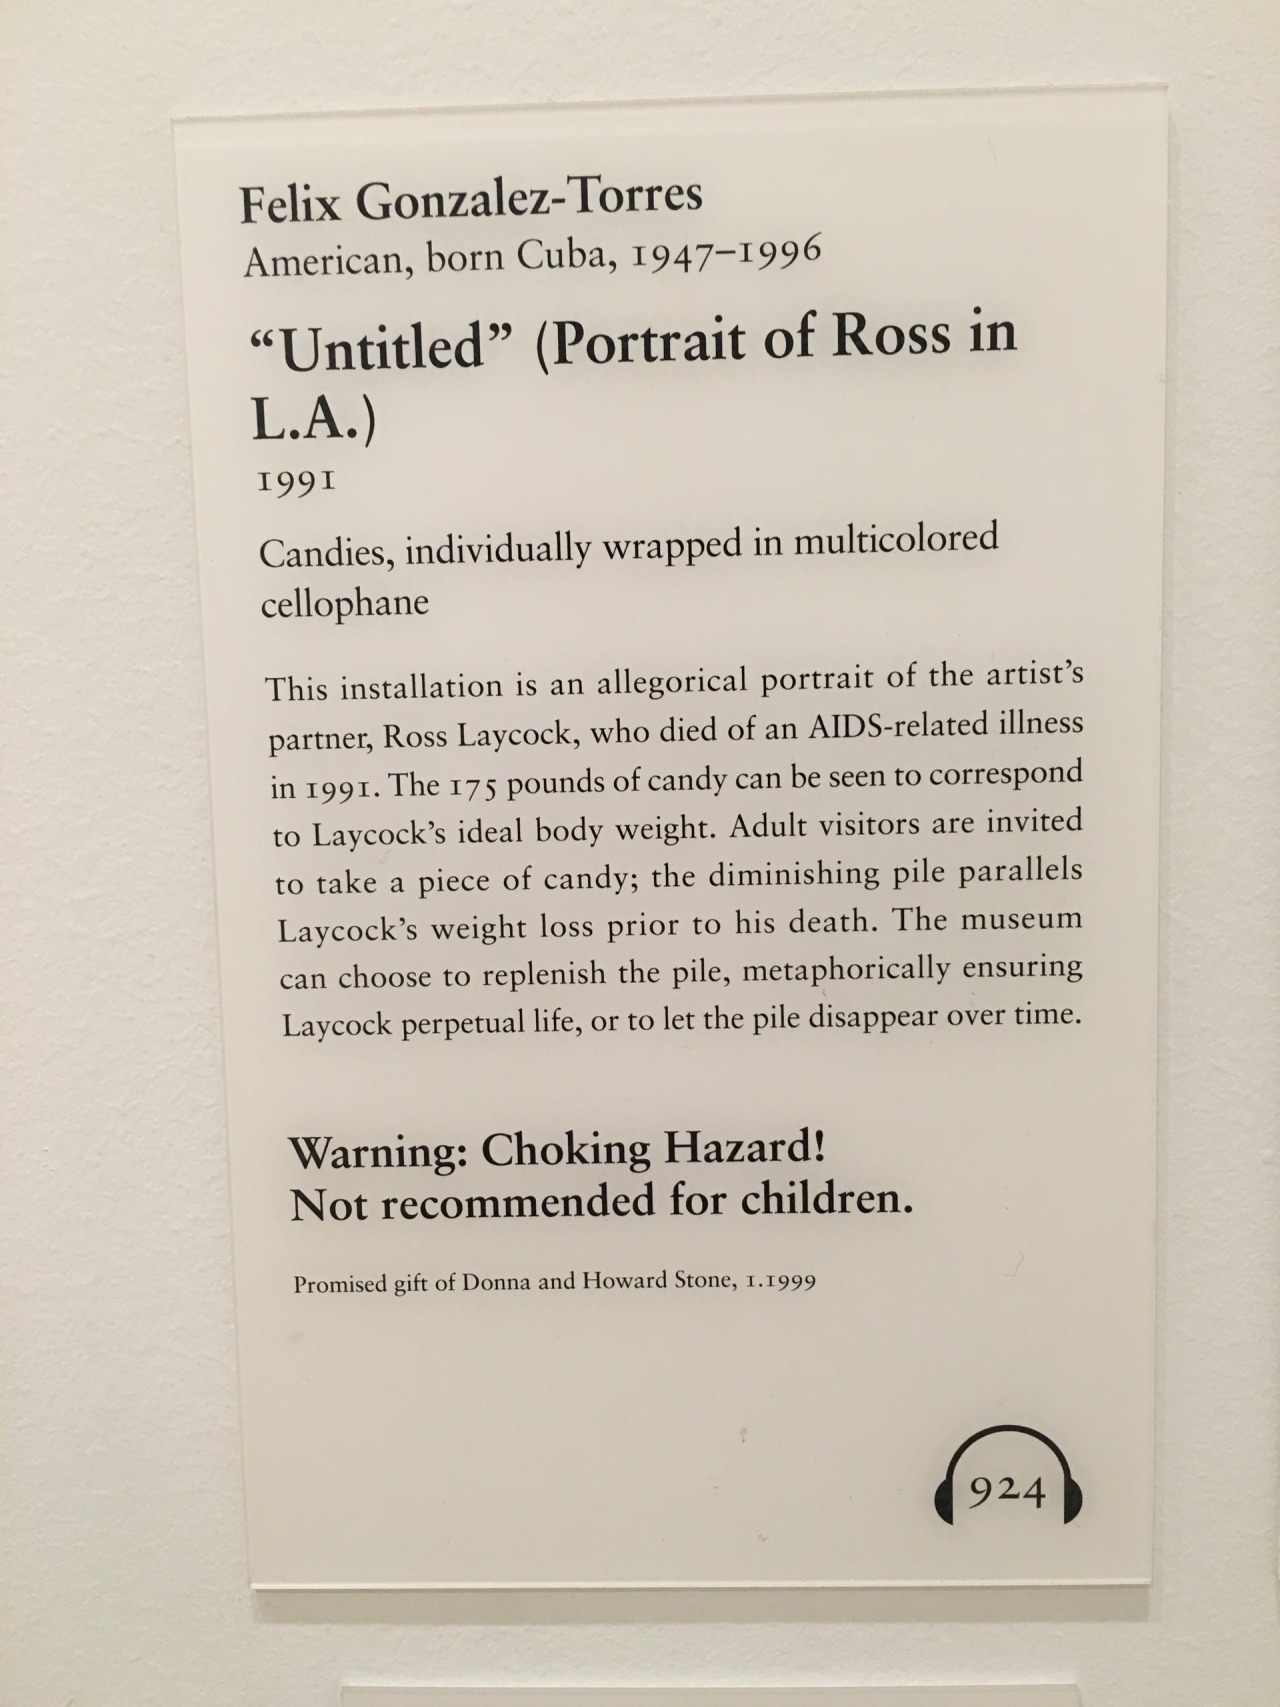 Felix Gonzalez-Torres
American, born Cuba, 1947–1996
“Untitled” (Portrait of Ross in
L.A.)
1991
Candies, individually wrapped in multicolored
cellophane
This installation is an allegorical portrait of the artist’s
partner, Ross Laycock, who died of an AIDS-related illness
in 1991. The 175 pounds of candy can be seen to correspond
to Laycock’s ideal body weight. Adult visitors are invited
to take a piece of candy; the diminishing pile parallels
Laycock’s weight loss prior to his death. The museum
can choose to replenish the pile, metaphorically ensuring
Laycock perpetual life, or to let the pile disappear over time.
Warning: Choking Hazard!
Not recommended for children.
Promised gift of Donna and Howard Stone, 1.1999
924